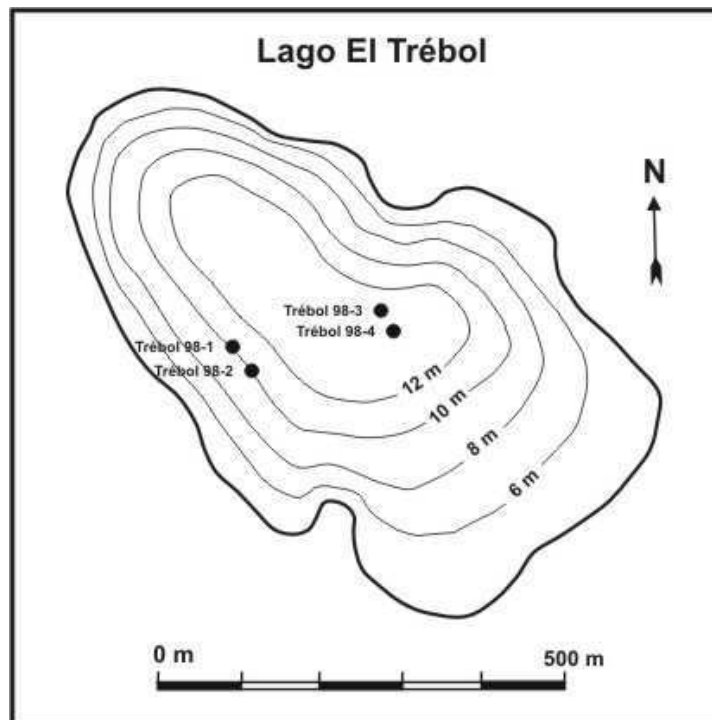 Lago El Trébol
N
Trébol 98-3
Trébol 98-4
Trébol 98-1
Trébol 98-2
12 m
10 m
8 m
6 m
0 m
500 m